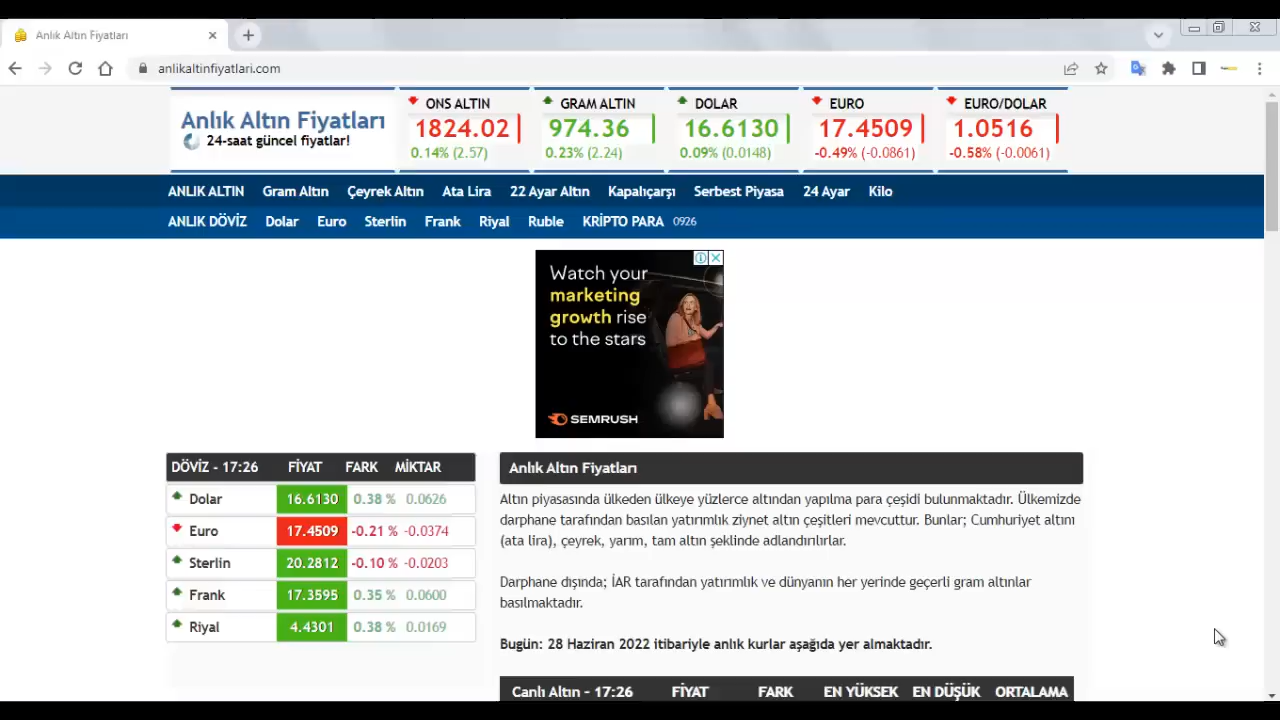 Anlık Altın Fiyatları
anlikaltinfiyatlari.com
Anlık Altın Fiyatları
24-saat güncel fiyatlar!
ONS ALTIN
1824.02
0.14% (2.57)
GRAM ALTIN
974.36
0.23% (2.24)
DOLAR
16.6130
0.09% (0.0148)
EURO
17.4509
-0.49% (-0.0861)
EURO/DOLAR
1.0516
-0.58% (-0.0061)
ANLIK ALTIN Gram Altın Çeyrek Altın Ata Lira 22 Ayar Altın Kapalıçarşı Serbest Piyasa 24 Ayar Kilo
ANLIK DÖVİZ Dolar Euro Sterlin Frank Riyal Ruble KRİPTO PARA 0926
Watch your
marketing
growth rise
to the stars
SEMRUSH
DÖVİZ - 17:26 FİYAT FARK MİKTAR
Dolar 16.6130 0.38 % 0.0626
Euro 17.4509 -0.21 % -0.0374
Sterlin 20.2812 -0.10 % -0.0203
Frank 17.3595 0.35 % 0.0600
Riyal 4.4301 0.38 % 0.0169
Anlık Altın Fiyatları
Altın piyasasında ülkeden ülkeye yüzlerce altından yapılma para çeşidi bulunmaktadır. Ülkemizde
darphane tarafından basılan yatırımlık ziynet altın çeşitleri mevcuttur. Bunlar; Cumhuriyet altını
(ata lira), çeyrek, yarım, tam altın şeklinde adlandırılırlar.
Darphane dışında; İAR tarafından yatırımlık ve dünyanın her yerinde geçerli gram altınlar
basılmaktadır.
Bugün: 28 Haziran 2022 itibariyle anlık kurlar aşağıda yer almaktadır.
Canlı Altın - 17:26 FİYAT FARK EN YÜKSEK EN DÜŞÜK ORTALAMA